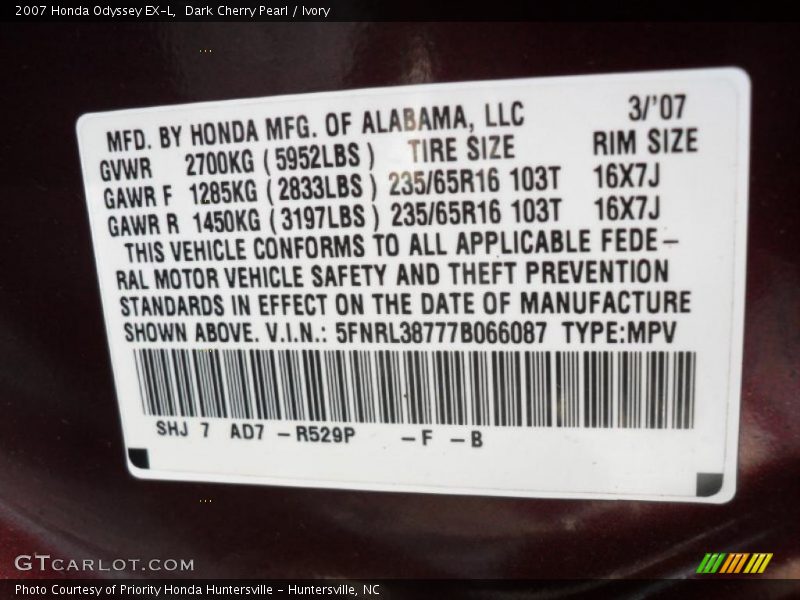 2007 Honda Odyssey EX-L, Dark Cherry Pearl / Ivory
MFD. BY HONDA MFG. OF ALABAMA, LLC 3/'07
GVWR 2700KG (5952LBS) TIRE SIZE RIM SIZE
GAWR F 1285KG (2833LBS) 235/65R16 103T 16X7J
GAWR R 1450KG (3197LBS) 235/65R16 103T 16X7J
THIS VEHICLE CONFORMS TO ALL APPLICABLE FEDE-
RAL MOTOR VEHICLE SAFETY AND THEFT PREVENTION
STANDARDS IN EFFECT ON THE DATE OF MANUFACTURE
SHOWN ABOVE. V.I.N.: 5FNRL38777B066087 TYPE:MPV
SHJ 7 AD7 -R529P -F -B
GTCARLOT.COM
Photo Courtesy of Priority Honda Huntersville - Huntersville, NC